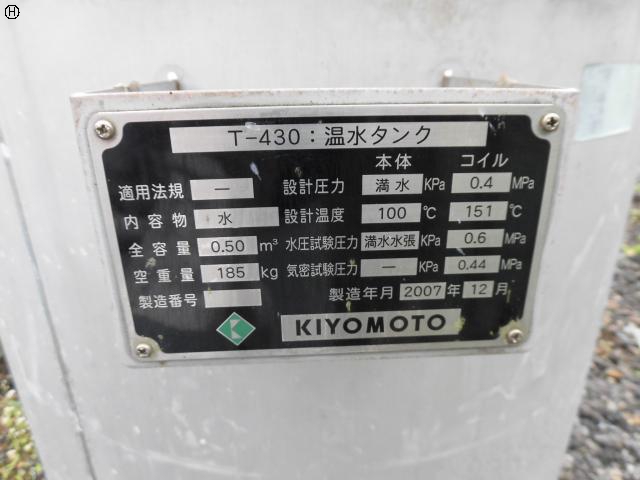 H
T-430：温水タンク
本体 コイル
適用法規 — 設計圧力 満水 KPa 0.4 MPa
内容物 水 設計温度 100 ℃ 151 ℃
全容量 0.50 m³ 水圧試験圧力 満水水張 KPa 0.6 MPa
空重量 185 kg 気密試験圧力 — KPa 0.44 MPa
製造番号 製造年月 2007 年 12 月
K KIYOMOTO